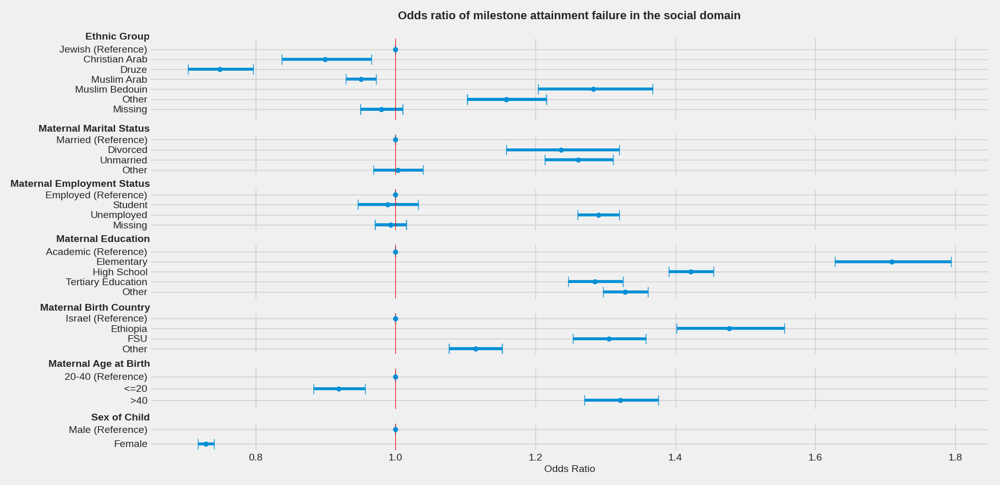 Odds ratio of milestone attainment failure in the social domain
Ethnic Group
Jewish (Reference)
Christian Arab
Druze
Muslim Arab
Muslim Bedouin
Other
Missing
Maternal Marital Status
Married (Reference)
Divorced
Unmarried
Other
Maternal Employment Status
Employed (Reference)
Student
Unemployed
Missing
Maternal Education
Academic (Reference)
Elementary
High School
Tertiary Education
Other
Maternal Birth Country
Israel (Reference)
Ethiopia
FSU
Other
Maternal Age at Birth
20-40 (Reference)
<=20
>40
Sex of Child
Male (Reference)
Female
0.8 1.0 1.2 1.4 1.6 1.8
Odds Ratio